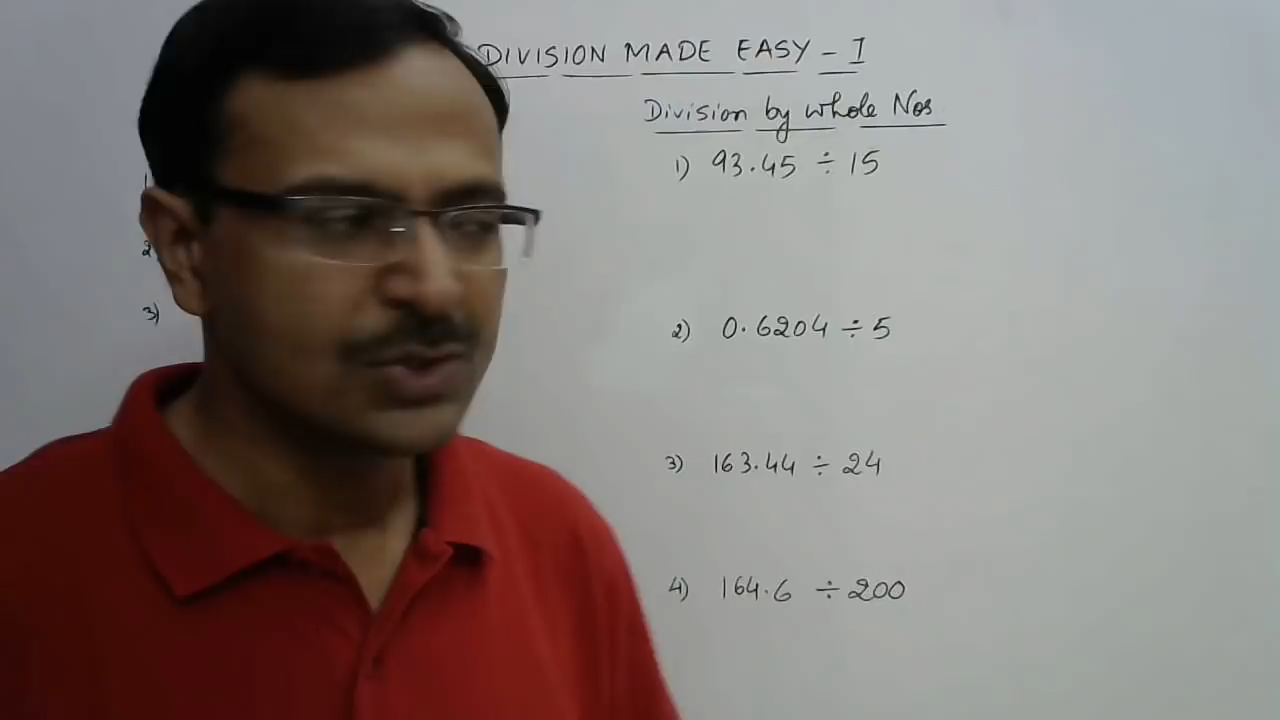 DIVISION MADE EASY - I
Division by whole Nos
1) 93.45 ÷ 15
2) 0.6204 ÷ 5
3)
3) 163.44 ÷ 24
4) 164.6 ÷ 200